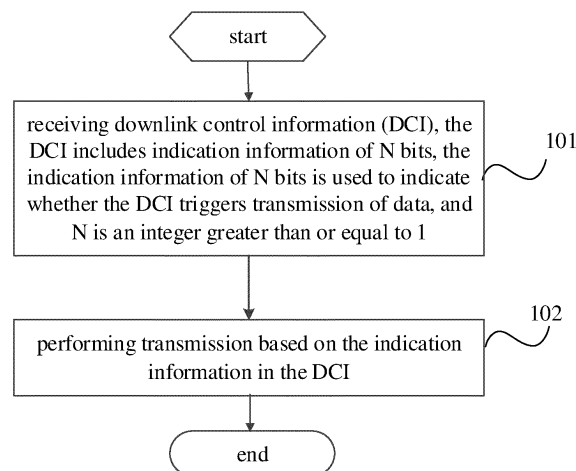 start
receiving downlink control information (DCI), the
DCI includes indication information of N bits, the
indication information of N bits is used to indicate
whether the DCI triggers transmission of data, and
N is an integer greater than or equal to 1
101
performing transmission based on the indication
information in the DCI
102
end